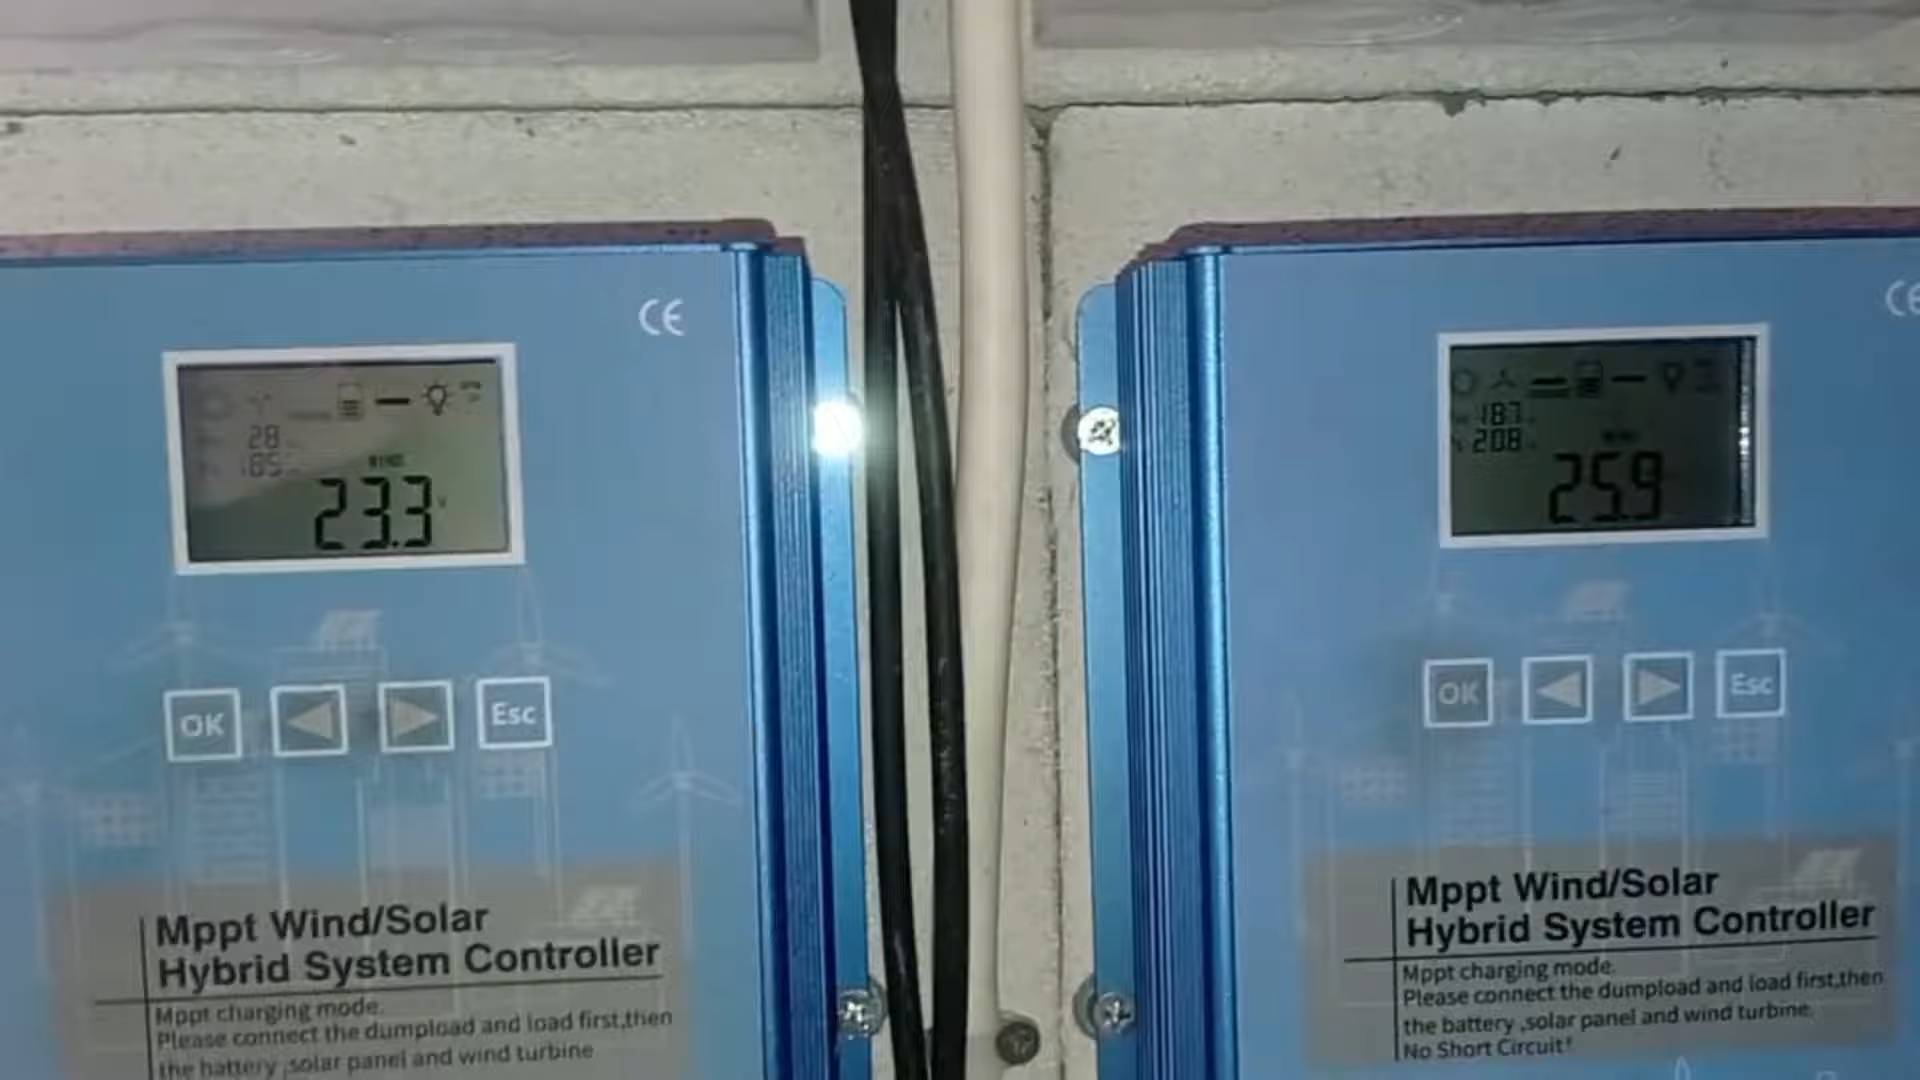 CE
28
185
WIND
23.3
V
OK
Esc
Mppt Wind/Solar
Hybrid System Controller
Mppt charging mode.
Please connect the dumpload and load first,then
the battery ,solar panel and wind turbine
CE
187
208
WIND
25.9
OK
Esc
Mppt Wind/Solar
Hybrid System Controller
Mppt charging mode.
Please connect the dumpload and load first,then
the battery ,solar panel and wind turbine.
No Short Circuit!